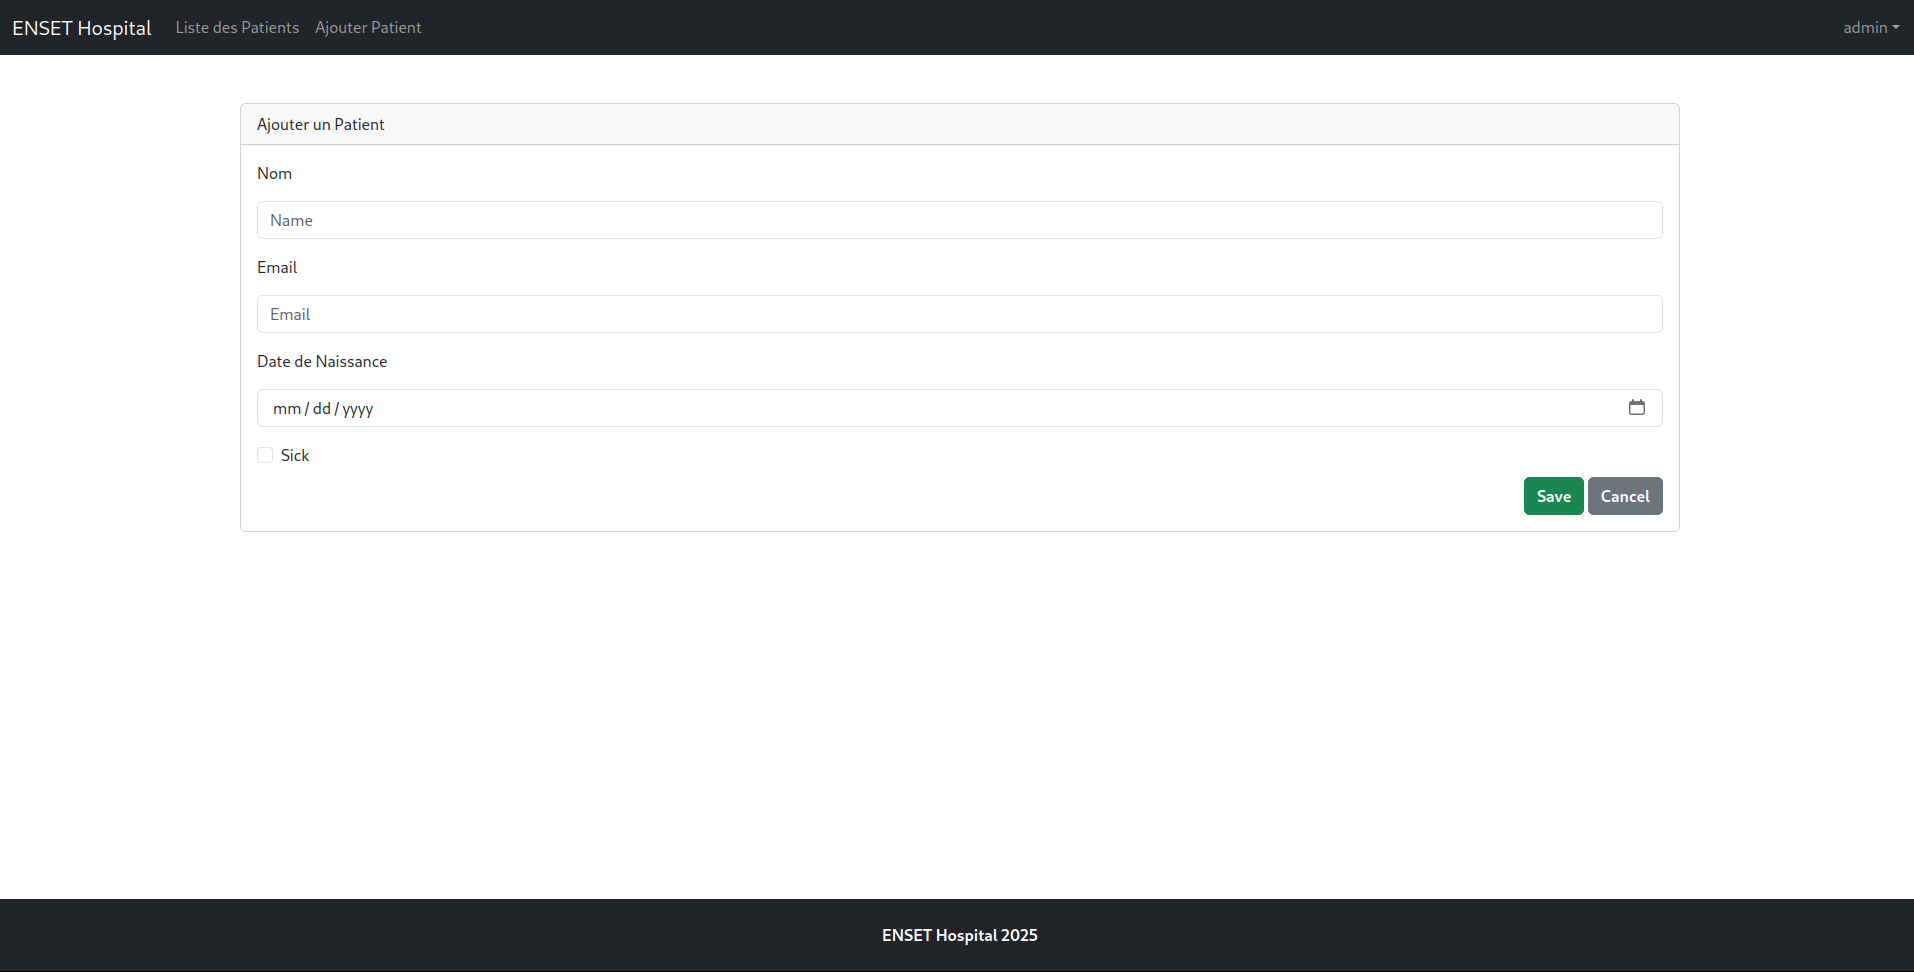 ENSET Hospital Liste des Patients Ajouter Patient admin
Ajouter un Patient
Nom
Name
Email
Email
Date de Naissance
mm / dd / yyyy
Sick
Save Cancel
ENSET Hospital 2025